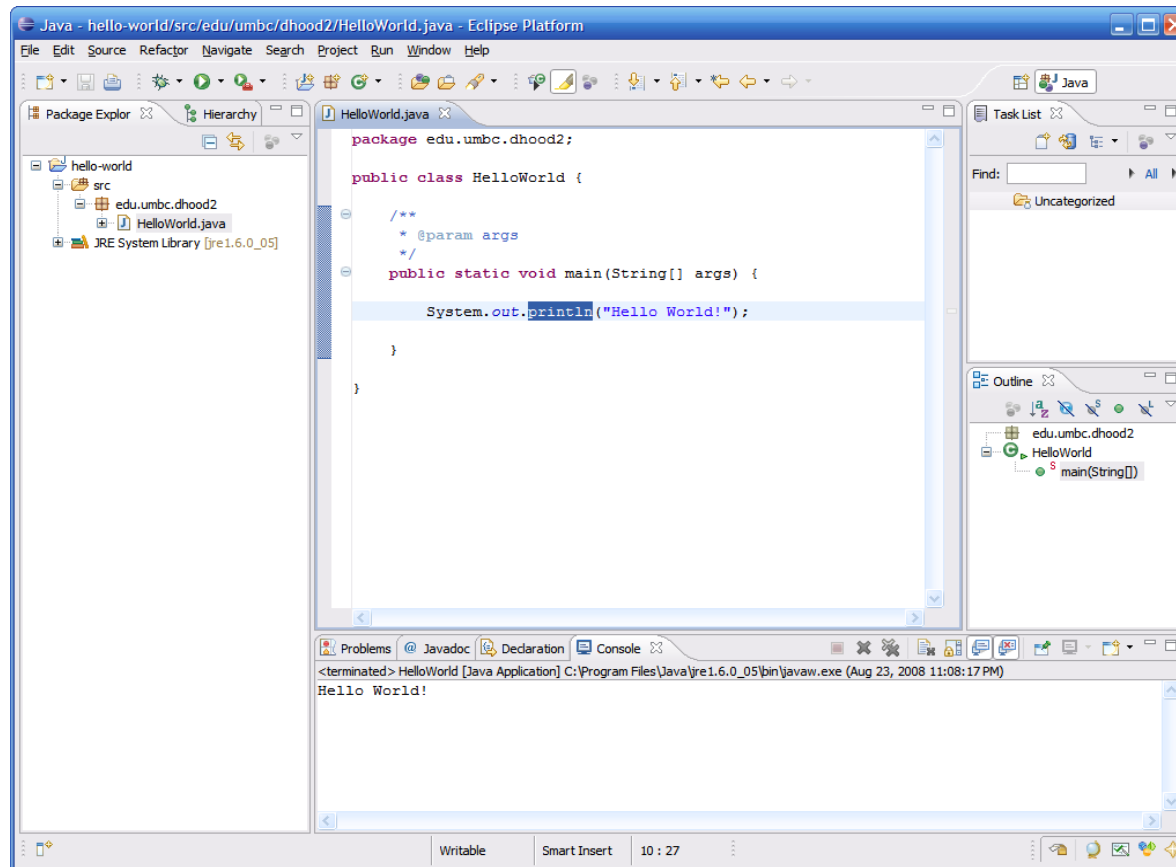 Java - hello-world/src/edu/umbc/dhood2/HelloWorld.java - Eclipse Platform
File Edit Source Refactor Navigate Search Project Run Window Help
Java
Package Explor Hierarchy
hello-world
src
edu.umbc.dhood2
HelloWorld.java
JRE System Library [jre1.6.0_05]
HelloWorld.java
package edu.umbc.dhood2;
public class HelloWorld {
/**
* @param args
*/
public static void main(String[] args) {
System.out.println("Hello World!");
}
}
Task List
Find: All
Uncategorized
Outline
edu.umbc.dhood2
HelloWorld
main(String[])
Problems @ Javadoc Declaration Console
<terminated> HelloWorld [Java Application] C:\Program Files\Java\jre1.6.0_05\bin\javaw.exe (Aug 23, 2008 11:08:17 PM)
Hello World!
Writable Smart Insert 10 : 27